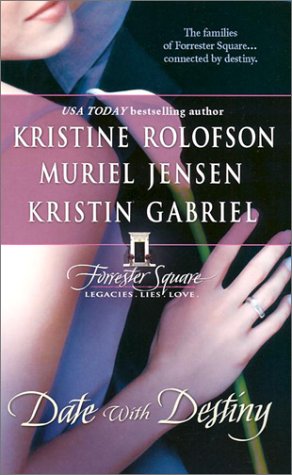 The families
of Forrester Square...
connected by destiny.
USA TODAY bestselling author
KRISTINE ROLOFSON
MURIEL JENSEN
KRISTIN GABRIEL
Forrester Square
LEGACIES. LIES. LOVE.
Date With Destiny